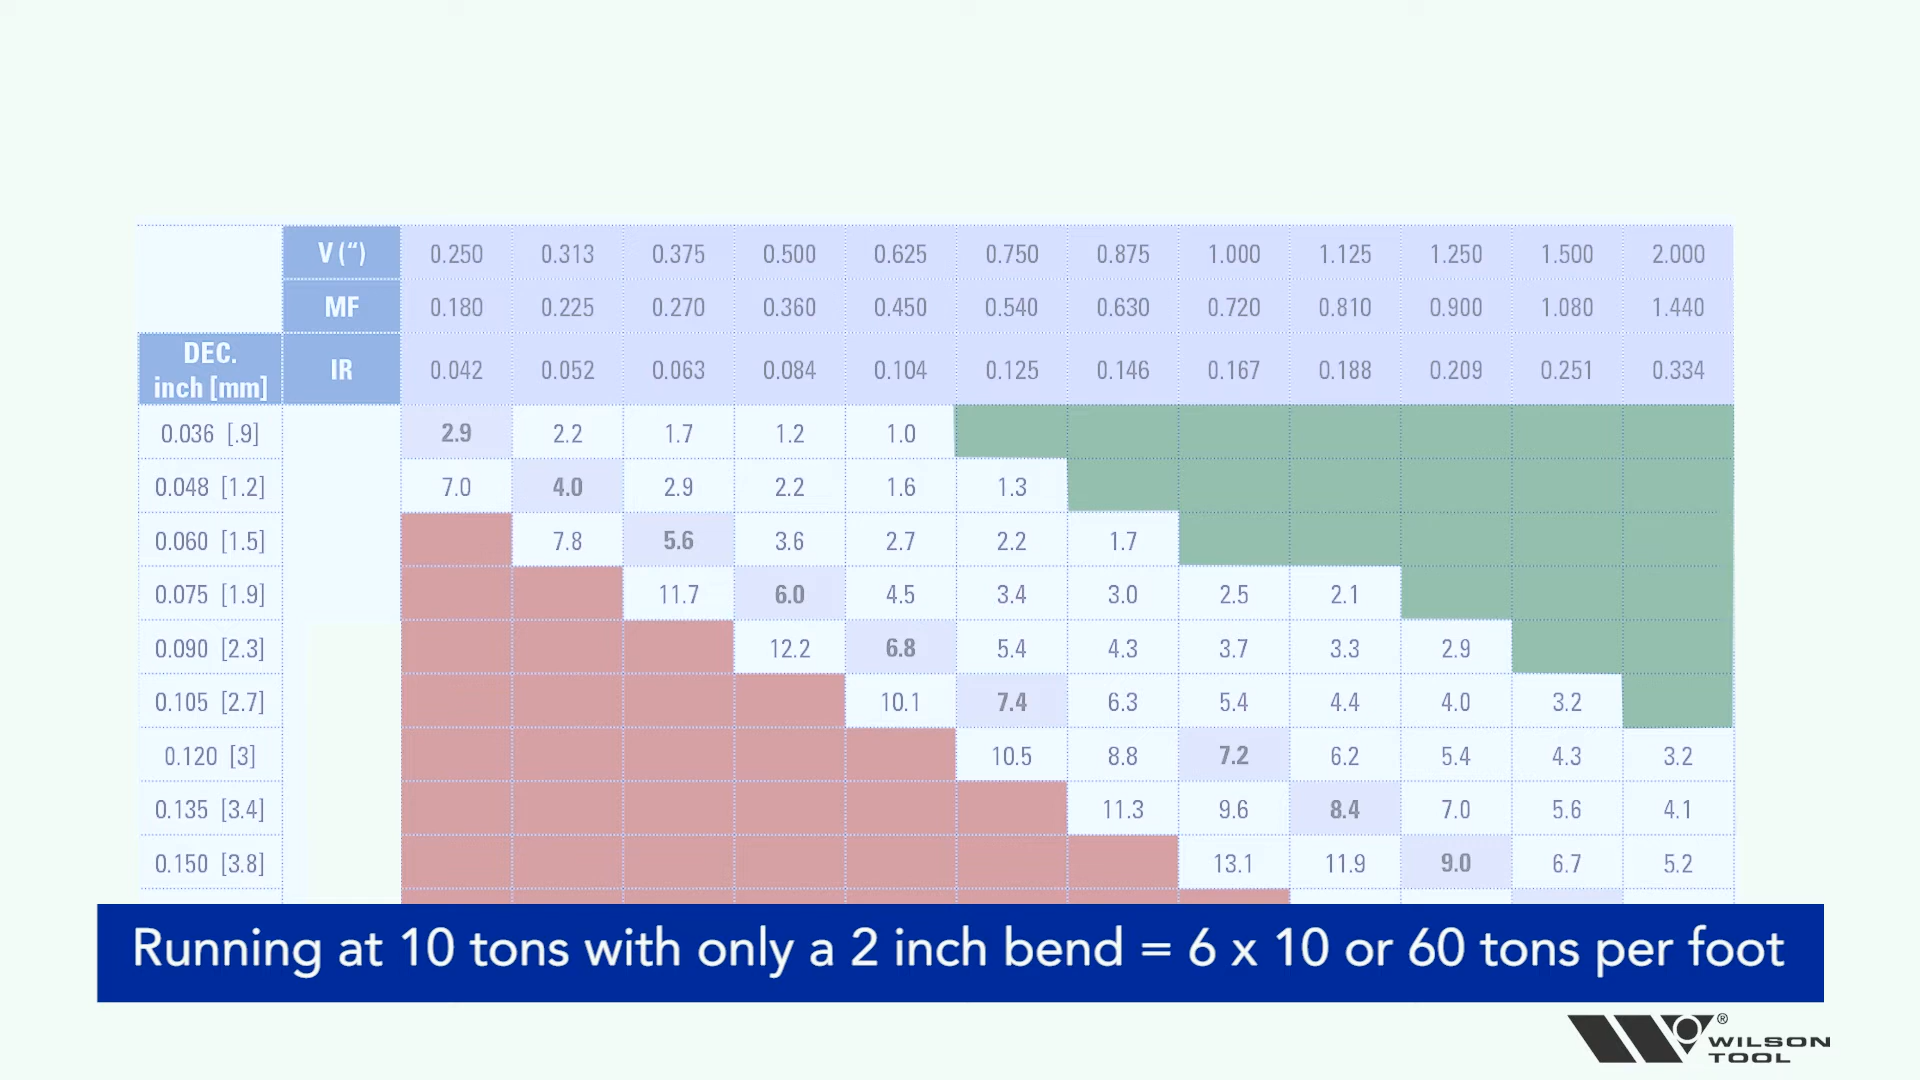 V (“) 0.250 0.313 0.375 0.500 0.625 0.750 0.875 1.000 1.125 1.250 1.500 2.000
MF 0.180 0.225 0.270 0.360 0.450 0.540 0.630 0.720 0.810 0.900 1.080 1.440
DEC.
inch [mm] IR 0.042 0.052 0.063 0.084 0.104 0.125 0.146 0.167 0.188 0.209 0.251 0.334
0.036 [.9] 2.9 2.2 1.7 1.2 1.0
0.048 [1.2] 7.0 4.0 2.9 2.2 1.6 1.3
0.060 [1.5] 7.8 5.6 3.6 2.7 2.2 1.7
0.075 [1.9] 11.7 6.0 4.5 3.4 3.0 2.5 2.1
0.090 [2.3] 12.2 6.8 5.4 4.3 3.7 3.3 2.9
0.105 [2.7] 10.1 7.4 6.3 5.4 4.4 4.0 3.2
0.120 [3] 10.5 8.8 7.2 6.2 5.4 4.3 3.2
0.135 [3.4] 11.3 9.6 8.4 7.0 5.6 4.1
0.150 [3.8] 13.1 11.9 9.0 6.7 5.2
Running at 10 tons with only a 2 inch bend = 6 x 10 or 60 tons per foot
®
WILSON
TOOL